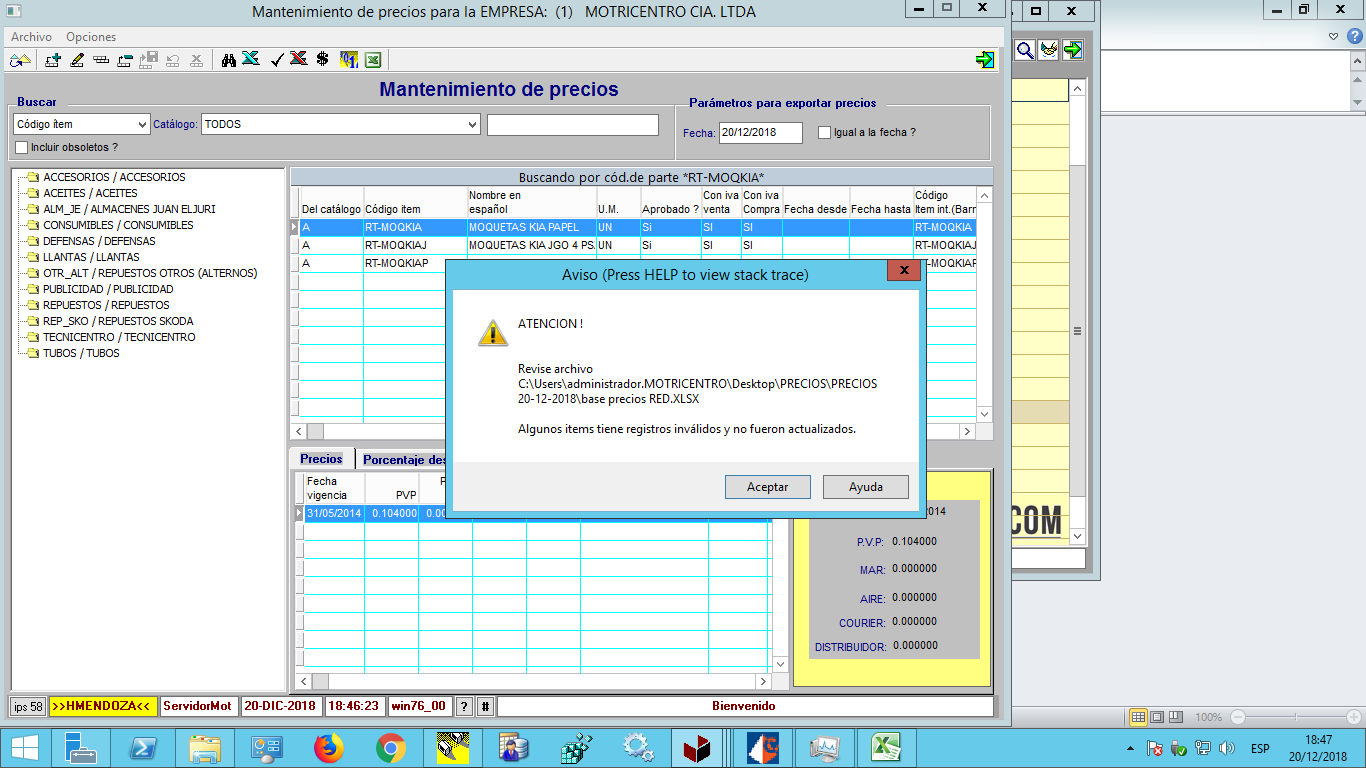 Mantenimiento de precios para la EMPRESA: (1) MOTRICENTRO CIA. LTDA
Archivo Opciones
Mantenimiento de precios
Buscar
Código ítem
Catálogo:
TODOS
Incluir obsoletos ?
Parámetros para exportar precios
Fecha:
20/12/2018
Igual a la fecha ?
ACCESORIOS / ACCESORIOS
ACEITES / ACEITES
ALM_JE / ALMACENES JUAN ELJURI
CONSUMIBLES / CONSUMIBLES
DEFENSAS / DEFENSAS
LLANTAS / LLANTAS
OTR_ALT / REPUESTOS OTROS (ALTERNOS)
PUBLICIDAD / PUBLICIDAD
REPUESTOS / REPUESTOS
REP_SKO / REPUESTOS SKODA
TECNICENTRO / TECNICENTRO
TUBOS / TUBOS
Buscando por cód.de parte *RT-MOQKIA*
Nombre en Con iva Con iva Código
Del catálogo Código item español U.M. Aprobado ? venta Compra Fecha desde Fecha hasta Item int.(Barr
A RT-MOQKIA MOQUETAS KIA PAPEL UN Si SI SI RT-MOQKIA
A RT-MOQKIAJ MOQUETAS KIA JGO 4 PS. UN Si SI SI RT-MOQKIAJ
A RT-MOQKIAP RT-MOQKIAP
Aviso (Press HELP to view stack trace)
ATENCION !
Revise archivo
C:\Users\administrador.MOTRICENTRO\Desktop\PRECIOS\PRECIOS
20-12-2018\base precios RED.XLSX
Algunos items tiene registros inválidos y no fueron actualizados.
Aceptar Ayuda
Precios Porcentaje des
Fecha
vigencia PVP
31/05/2014 0.104000 0.00
2014
P.V.P: 0.104000
MAR: 0.000000
AIRE: 0.000000
COURIER: 0.000000
DISTRIBUIDOR: 0.000000
COM
ips 58 >>HMENDOZA<< ServidorMot 20-DIC-2018 18:46:23 win76_00 ? # Bienvenido
100%
ESP
18:47
20/12/2018